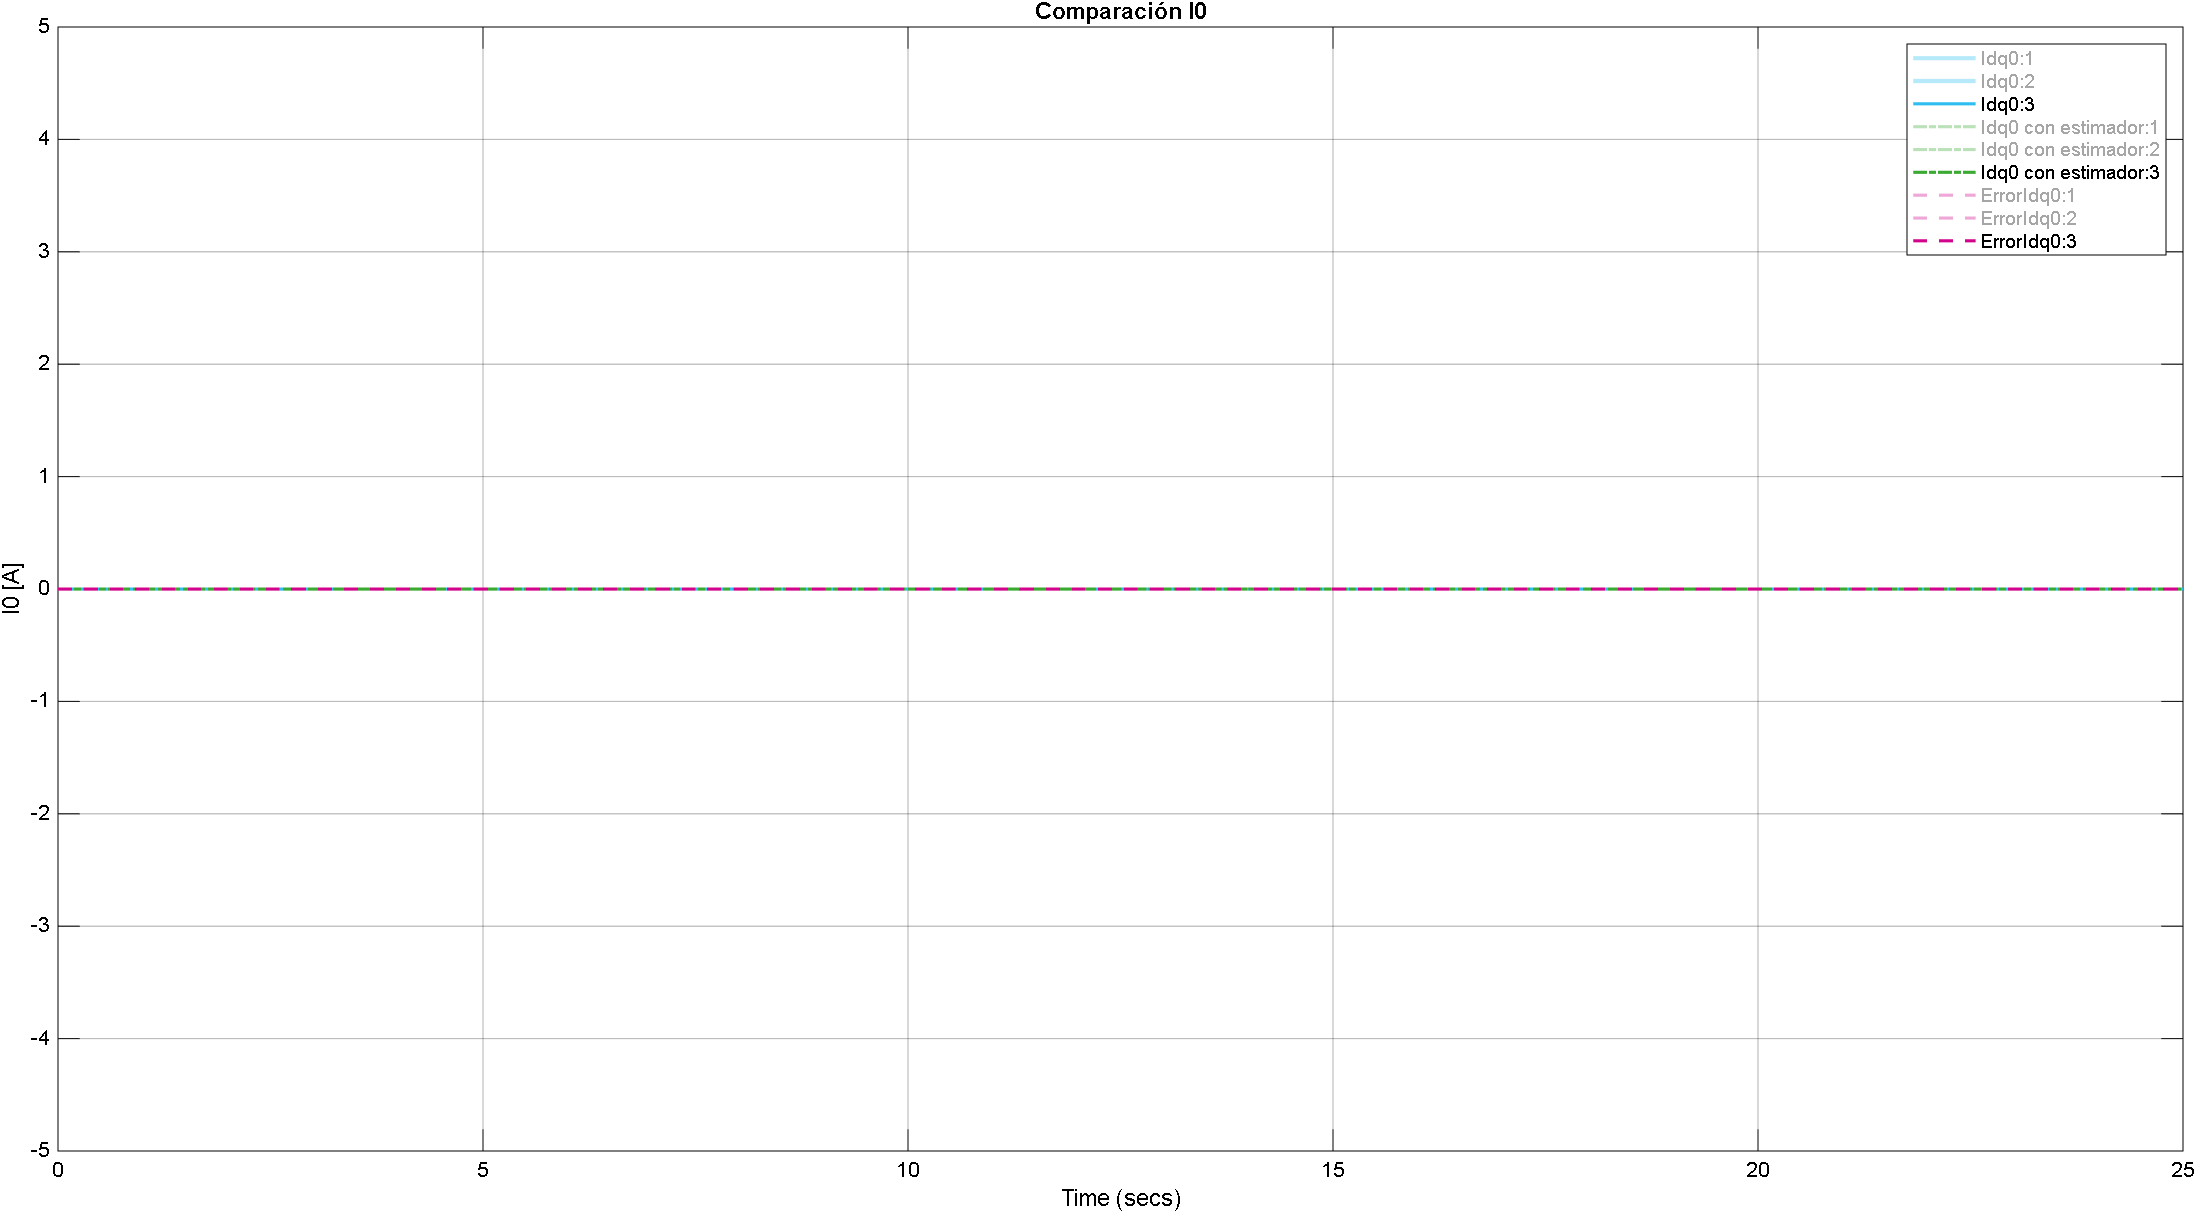 Comparación I0
5
Idq0:1
Idq0:2
Idq0:3
Idq0 con estimador:1
Idq0 con estimador:2
Idq0 con estimador:3
ErrorIdq0:1
ErrorIdq0:2
ErrorIdq0:3
4
3
2
1
0
I0 [A]
-1
-2
-3
-4
-5
0 5 10 15 20 25
Time (secs)